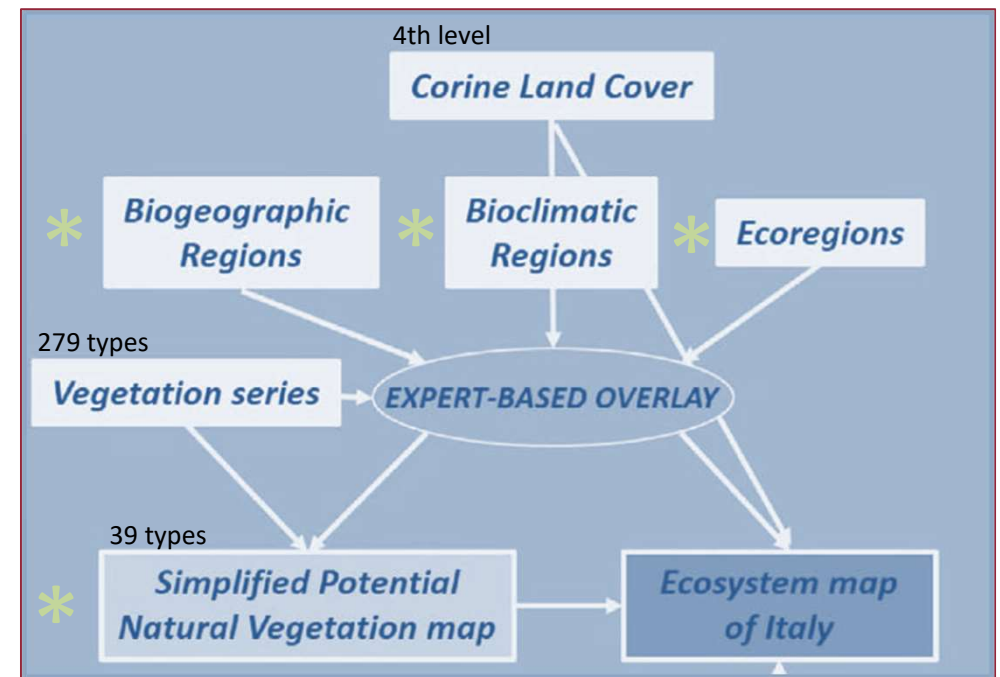 4th level
Corine Land Cover
* Biogeographic
Regions
* Bioclimatic
Regions
* Ecoregions
279 types
Vegetation series
EXPERT-BASED OVERLAY
39 types
* Simplified Potential
Natural Vegetation map
Ecosystem map
of Italy